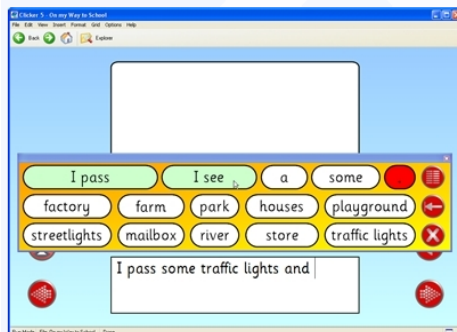 Clicker 5 - On my Way to School
File Edit View Insert Format Grid Options Help
Back Explorer
I pass I see a some .
factory farm park houses playground
streetlights mailbox river store traffic lights
I pass some traffic lights and